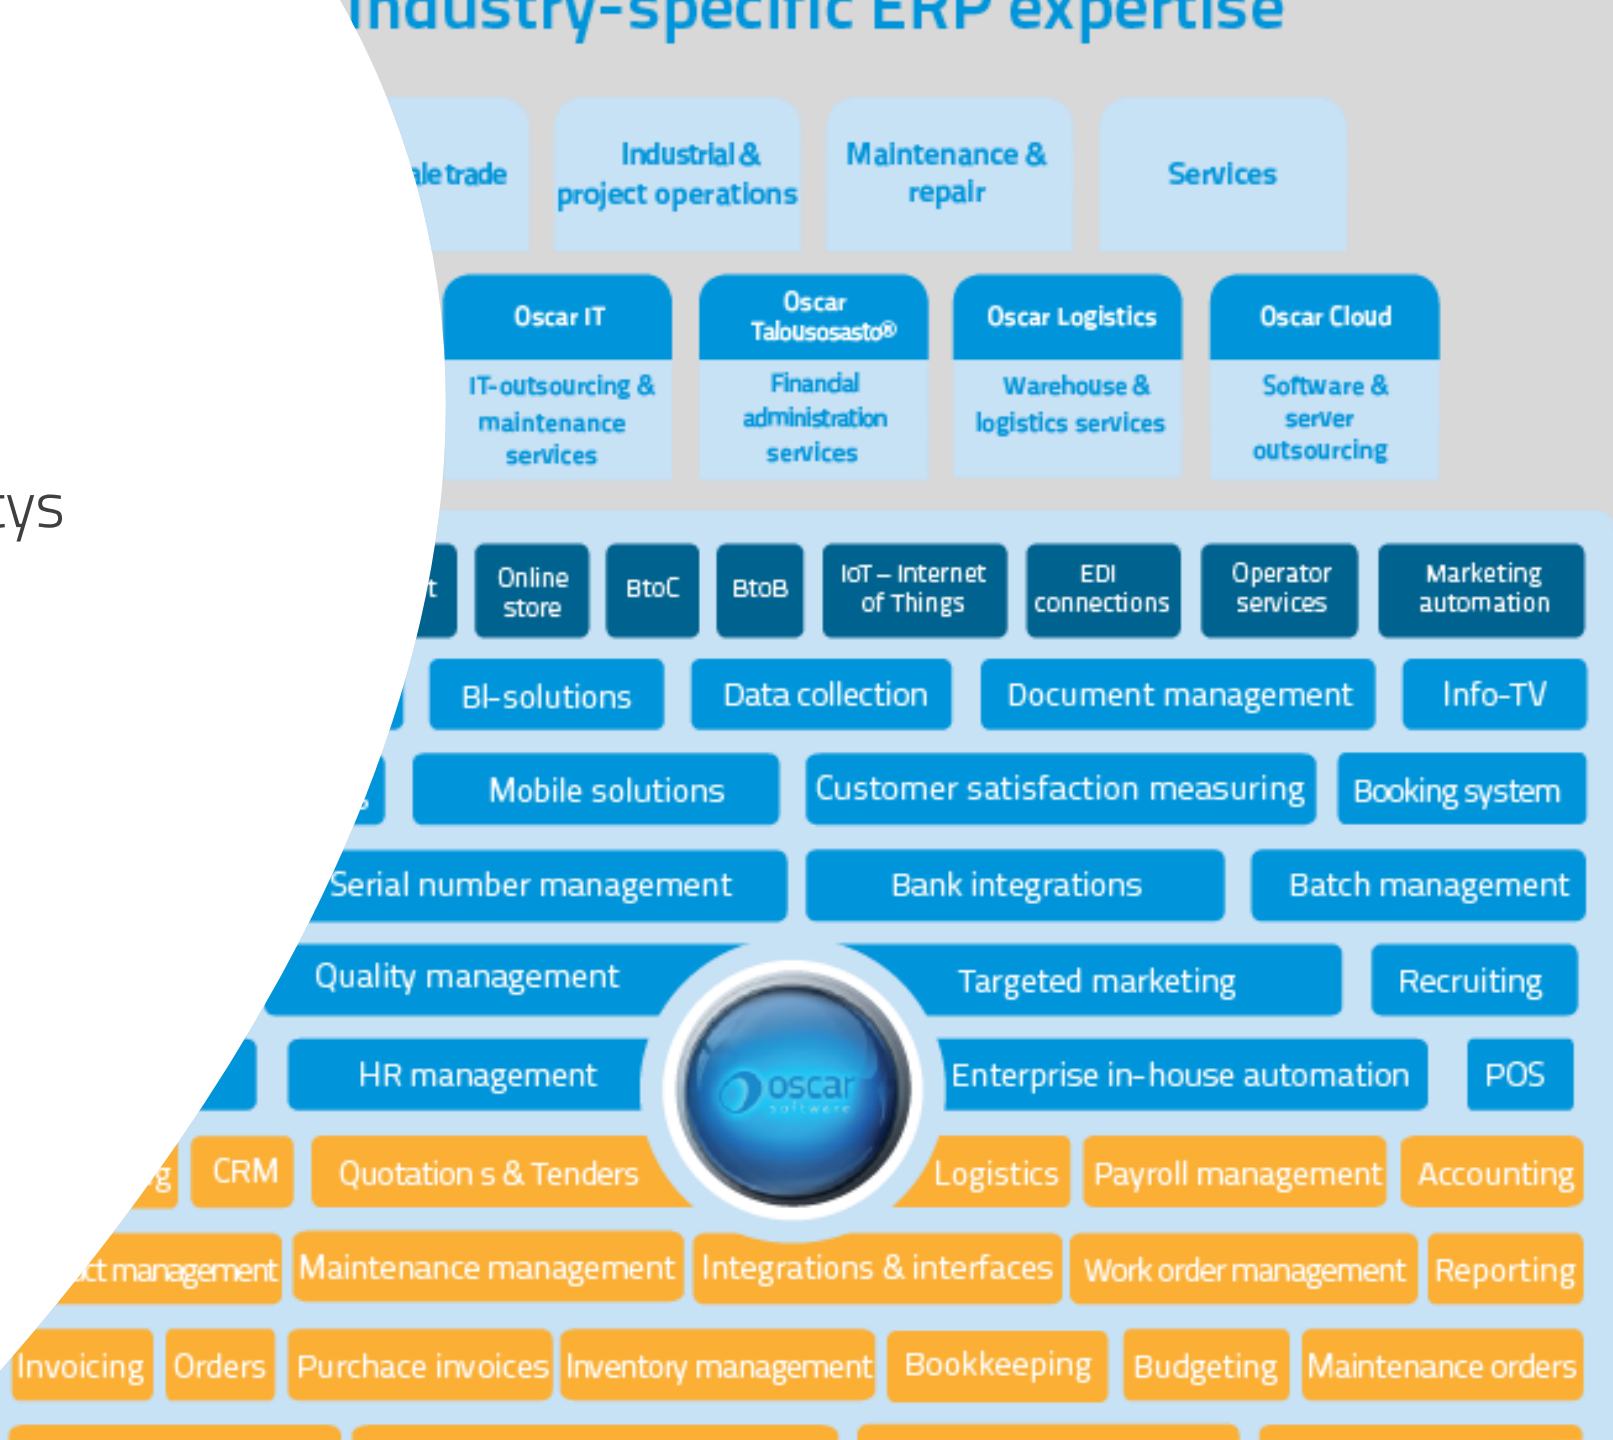 Industry-specific ERP expertise
trade
Industrial &
project operations
Maintenance &
repair
Services
Oscar IT
Oscar
Talousosasto®
Oscar Logistics
Oscar Cloud
IT-outsourcing &
maintenance
services
Financial
administration
services
Warehouse &
logistics services
Software &
server
outsourcing
Online
store
BtoC
BtoB
IoT – Internet
of Things
EDI
connections
Operator
services
Marketing
automation
BI-solutions
Data collection
Document management
Info-TV
Mobile solutions
Customer satisfaction measuring
Booking system
Serial number management
Bank integrations
Batch management
Quality management
Targeted marketing
Recruiting
HR management
oscar
software
Enterprise in-house automation
POS
CRM
Quotation s & Tenders
Logistics
Payroll management
Accounting
management
Maintenance management
Integrations & interfaces
Work order management
Reporting
Invoicing
Orders
Purchace invoices
Inventory management
Bookkeeping
Budgeting
Maintenance orders